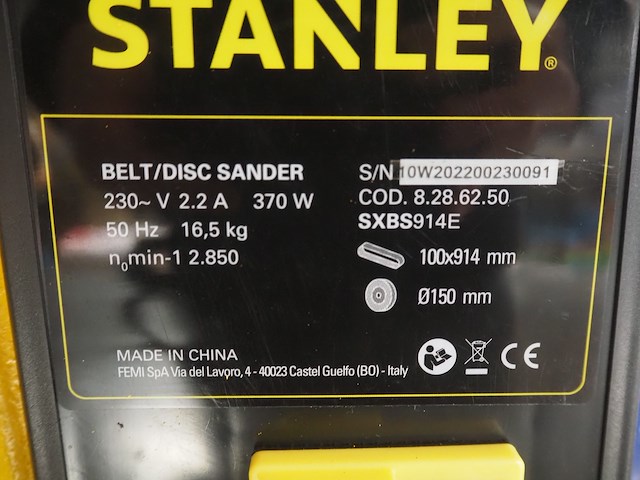 STANLEY®
BELT/DISC SANDER
230~ V 2.2 A 370 W
50 Hz 16,5 kg
n₀min-1 2.850
S/N 10W202200230091
COD. 8.28.62.50
SXBS914E
100x914 mm
Ø150 mm
MADE IN CHINA
FEMI SpA Via del Lavoro, 4 - 40023 Castel Guelfo (BO) - Italy
CE